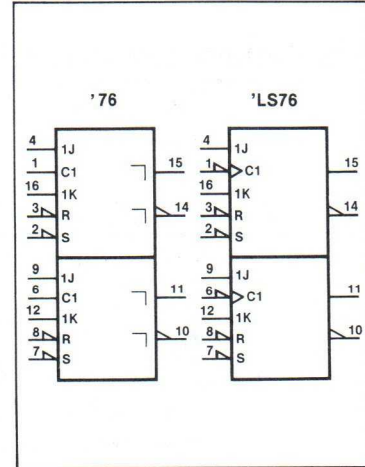 '76
4 1J
1 C1 15
16 1K
3 R 14
2 S
9 1J
6 C1 11
12 1K
8 R 10
7 S
'LS76
4 1J
1 C1 15
16 1K
3 R 14
2 S
9 1J
6 C1 11
12 1K
8 R 10
7 S